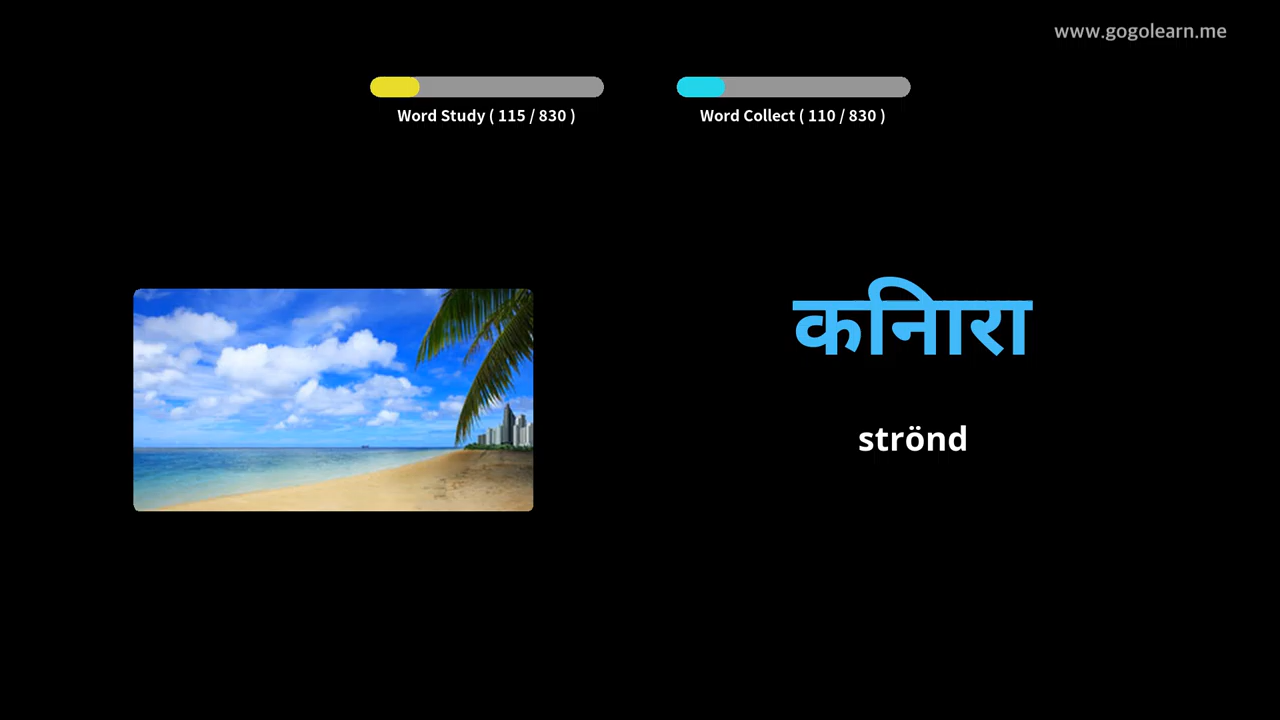 www.gogolearn.me
Word Study ( 115 / 830 )
Word Collect ( 110 / 830 )
कनिारा
strönd